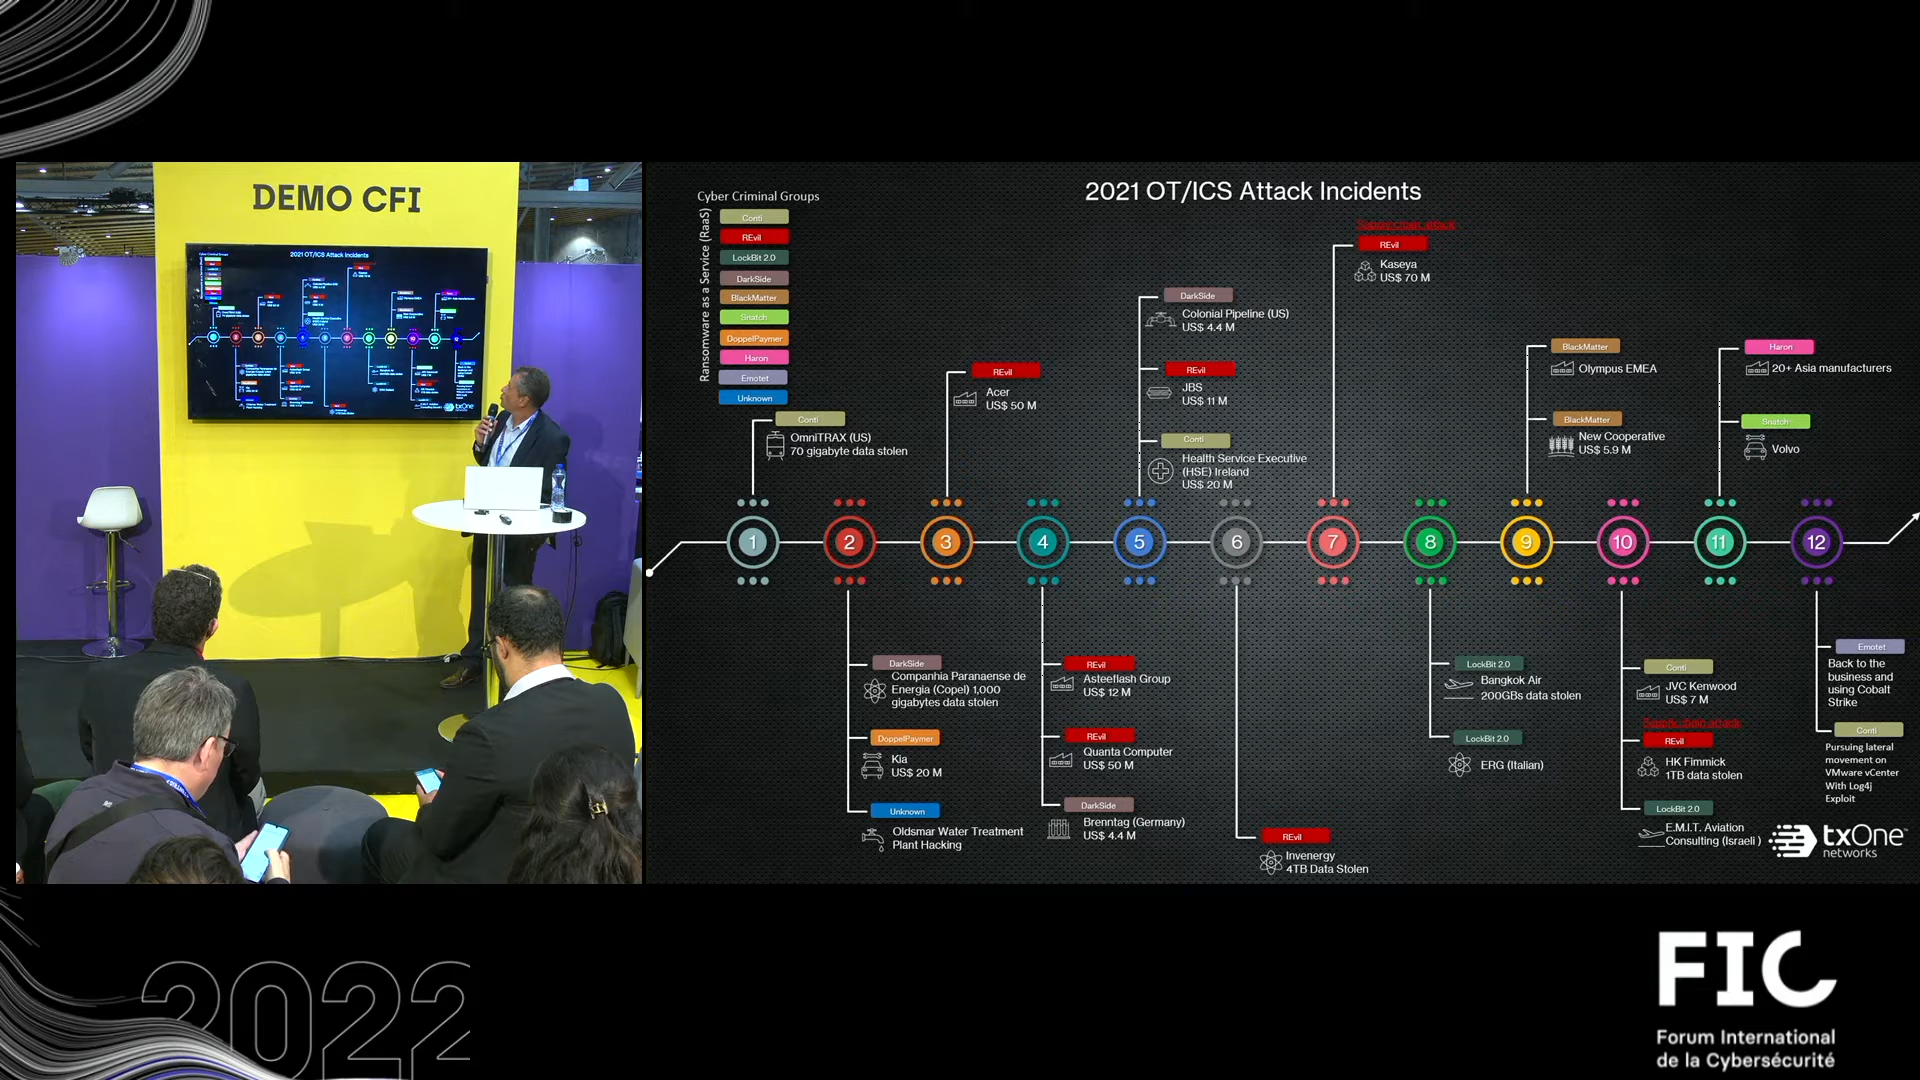 DEMO CFI
2021 OT/ICS Attack Incidents
Cyber Criminal Groups
Ransomware as a Service (RaaS)
Conti
REvil
LockBit 2.0
DarkSide
BlackMatter
Snatch
DoppelPaymer
Haron
Emotet
Unknown
Conti
OmniTRAX (US)
70 gigabyte data stolen
REvil
Acer
US$ 50 M
DarkSide
Colonial Pipeline (US)
US$ 4.4 M
REvil
JBS
US$ 11 M
Conti
Health Service Executive
(HSE) Ireland
US$ 20 M
Supply chain attack
REvil
Kaseya
US$ 70 M
BlackMatter
Olympus EMEA
BlackMatter
New Cooperative
US$ 5.9 M
Haron
20+ Asia manufacturers
Snatch
Volvo
1
2
3
4
5
6
7
8
9
10
11
12
DarkSide
Companhia Paranaense de
Energia (Copel) 1,000
gigabytes data stolen
DoppelPaymer
Kia
US$ 20 M
Unknown
Oldsmar Water Treatment
Plant Hacking
REvil
Asteeflash Group
US$ 12 M
REvil
Quanta Computer
US$ 50 M
DarkSide
Brenntag (Germany)
US$ 4.4 M
REvil
Invenergy
4TB Data Stolen
LockBit 2.0
Bangkok Air
200GBs data stolen
LockBit 2.0
ERG (Italian)
Conti
JVC Kenwood
US$ 7 M
Supply chain attack
REvil
HK Fimmick
1TB data stolen
LockBit 2.0
E.M.I.T. Aviation
Consulting (Israeli )
Emotet
Back to the
business and
using Cobalt
Strike
Conti
Pursuing lateral
movement on
VMware vCenter
With Log4j
Exploit
txOne
networks
2022
FIC
Forum International
de la Cybersécurité